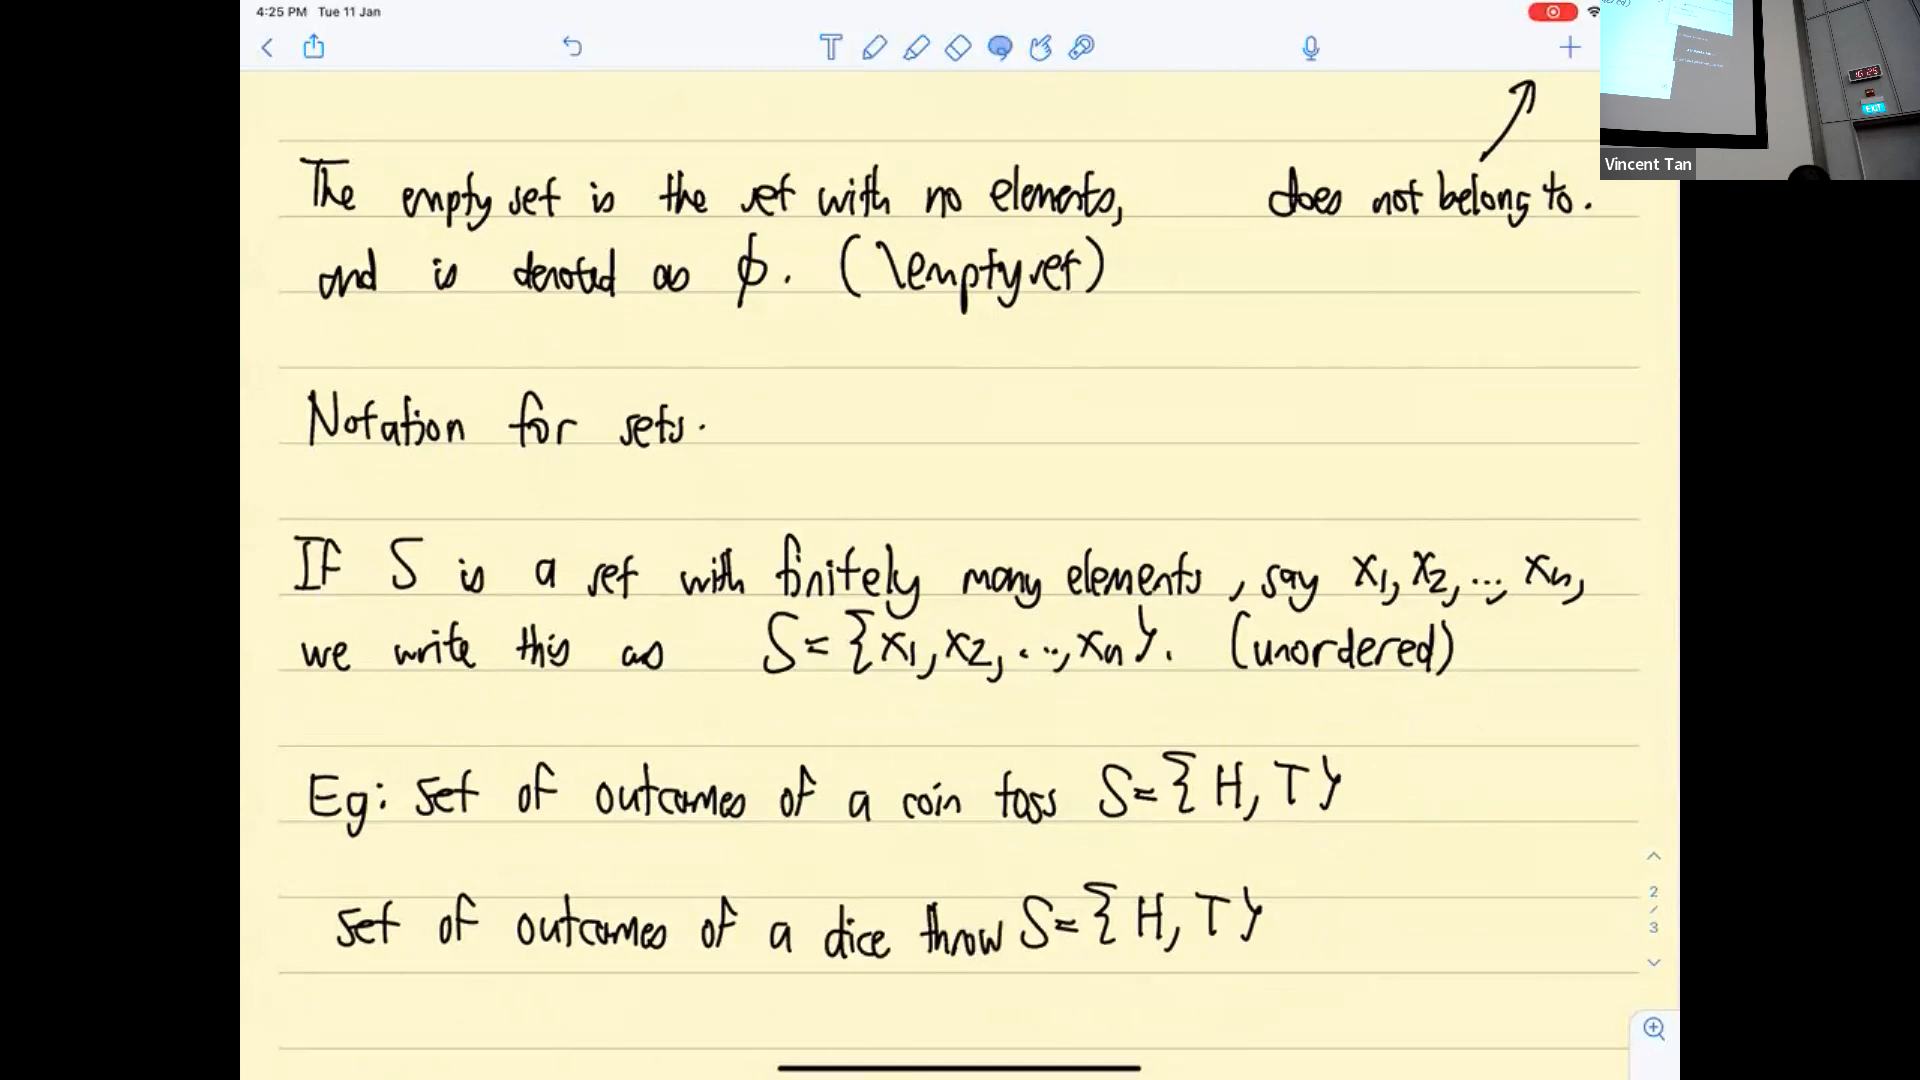 4:25 PM Tue 11 Jan
EXIT
Vincent Tan
The empty set is the set with no elements,
does not belong to.
and is denoted as ϕ. (\emptyset)
Notation for sets.
If S is a set with finitely many elements, say x1, x2, ..., xn,
we write this as S = {x1, x2, ..., xn}. (unordered)
Eg: Set of outcomes of a coin toss S = {H, T}
Set of outcomes of a dice throw S = {H, T}
2
/
3